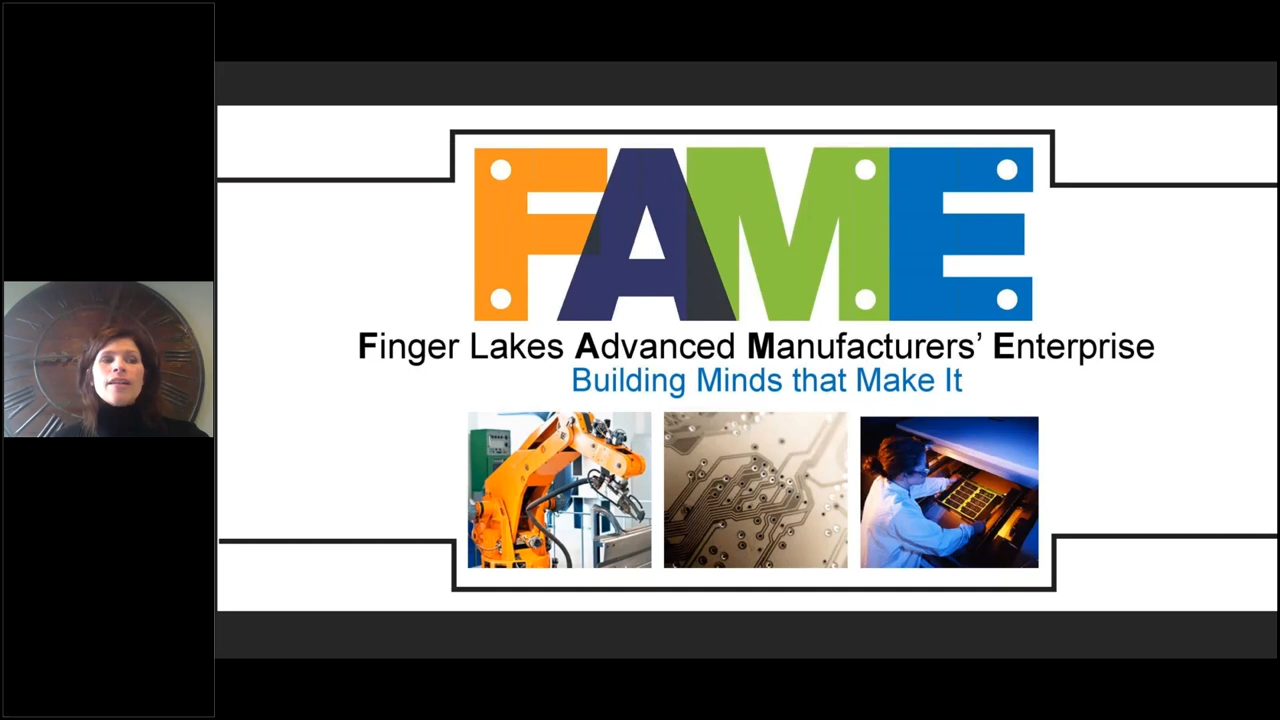 FAME
Finger Lakes Advanced Manufacturers’ Enterprise
Building Minds that Make It